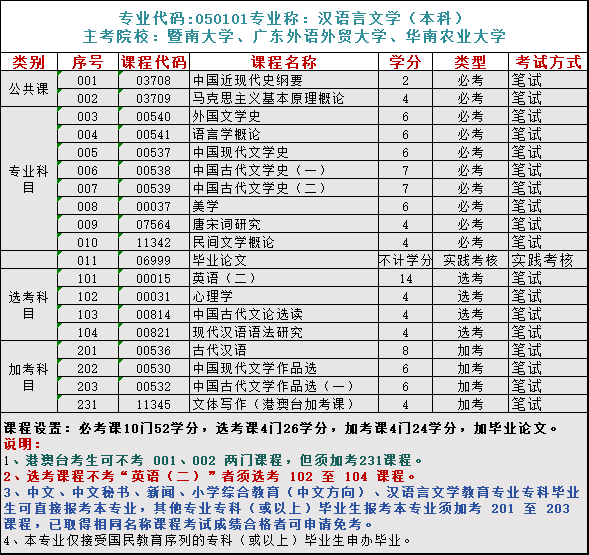 专业代码:050101专业称：汉语言文学（本科）
主考院校：暨南大学、广东外语外贸大学、华南农业大学
类别 序号 课程代码 课程名称 学分 类型 考试方式
公共课 001 03708 中国近现代史纲要 2 必考 笔试
002 03709 马克思主义基本原理概论 4 必考 笔试
专业科目 003 00540 外国文学史 6 必考 笔试
004 00541 语言学概论 6 必考 笔试
005 00537 中国现代文学史 6 必考 笔试
006 00538 中国古代文学史（一） 7 必考 笔试
007 00539 中国古代文学史（二） 7 必考 笔试
008 00037 美学 6 必考 笔试
009 07564 唐宋词研究 4 必考 笔试
010 11342 民间文学概论 4 必考 笔试
011 06999 毕业论文 不计学分 实践考核 实践考核
选考科目 101 00015 英语（二） 14 选考 笔试
102 00031 心理学 4 选考 笔试
103 00814 中国古代文论选读 4 选考 笔试
104 00821 现代汉语语法研究 4 选考 笔试
加考科目 201 00536 古代汉语 8 加考 笔试
202 00530 中国现代文学作品选 6 加考 笔试
203 00532 中国古代文学作品选（一） 6 加考 笔试
231 11345 文体写作（港澳台加考课） 4 加考 笔试
课程设置：必考课10门52学分，选考课4门26学分，加考课4门24学分，加毕业论文。
说明：
1、港澳台考生可不考 001、002 两门课程，但须加考231课程。
2、选考课程不考“英语（二）”者须选考 102 至 104 课程。
3、中文、中文秘书、新闻、小学综合教育（中文方向）、汉语言文学教育专业专科毕业
生可直接报考本专业，其他专业专科（或以上）毕业生报考本专业须加考 201 至 203
课程，已取得相同名称课程考试成绩合格者可申请免考。
4、本专业仅接受国民教育序列的专科（或以上）毕业生申办毕业。